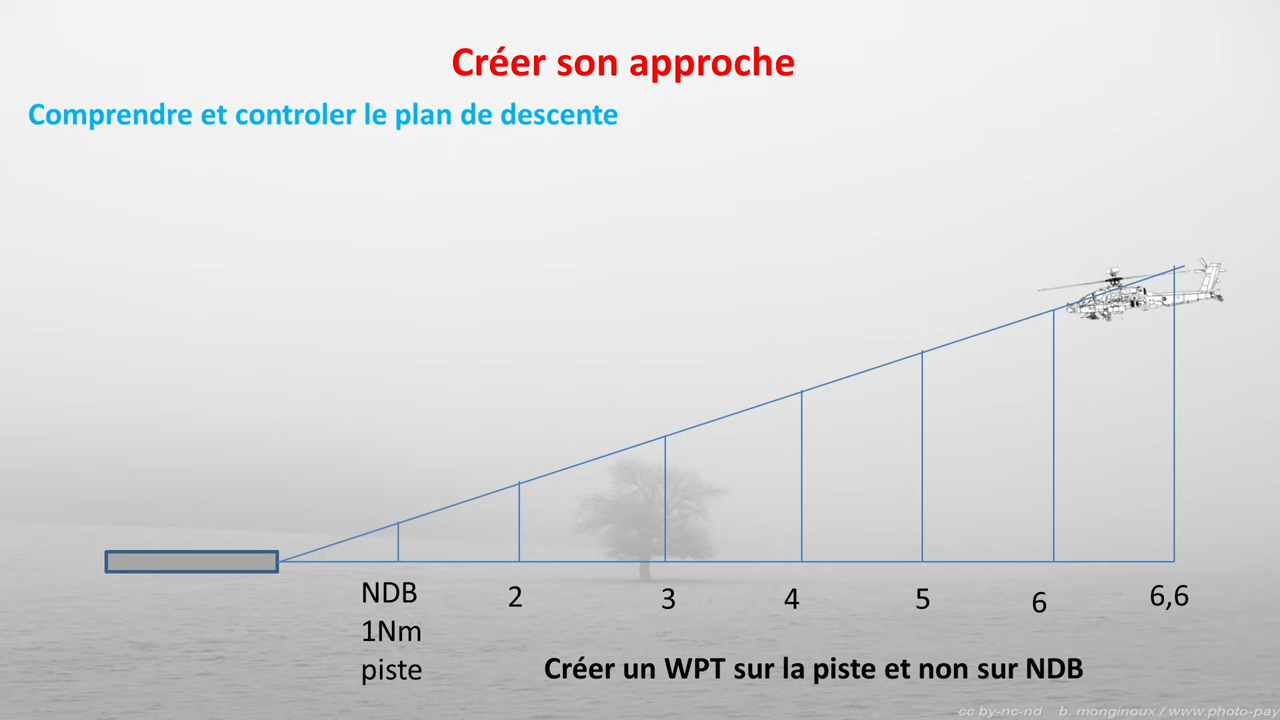 Créer son approche
Comprendre et controler le plan de descente
NDB
1Nm
piste
2
3
4
5
6
6,6
Créer un WPT sur la piste et non sur NDB
cc by-nc-nd b. monginoux / www.photo-pay